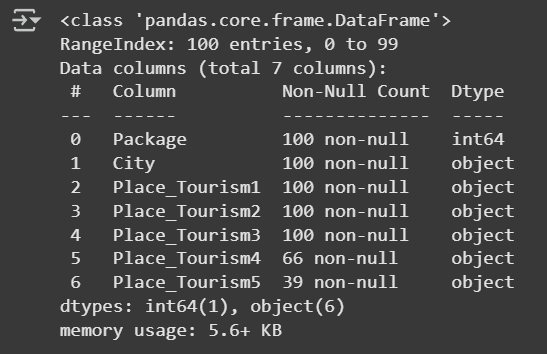 <class 'pandas.core.frame.DataFrame'>
RangeIndex: 100 entries, 0 to 99
Data columns (total 7 columns):
 #   Column          Non-Null Count  Dtype
---  ------          --------------  -----
 0   Package         100 non-null    int64
 1   City            100 non-null    object
 2   Place_Tourism1  100 non-null    object
 3   Place_Tourism2  100 non-null    object
 4   Place_Tourism3  100 non-null    object
 5   Place_Tourism4  66 non-null     object
 6   Place_Tourism5  39 non-null     object
dtypes: int64(1), object(6)
memory usage: 5.6+ KB